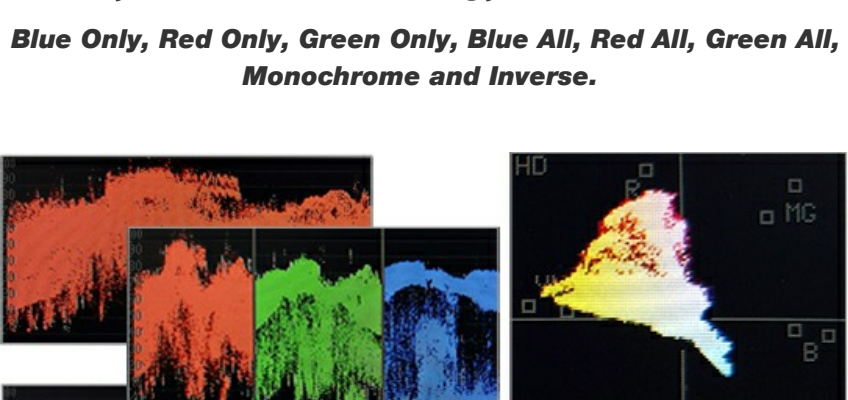 Blue Only, Red Only, Green Only, Blue All, Red All, Green All,
Monochrome and Inverse.
HD
R
MG
B